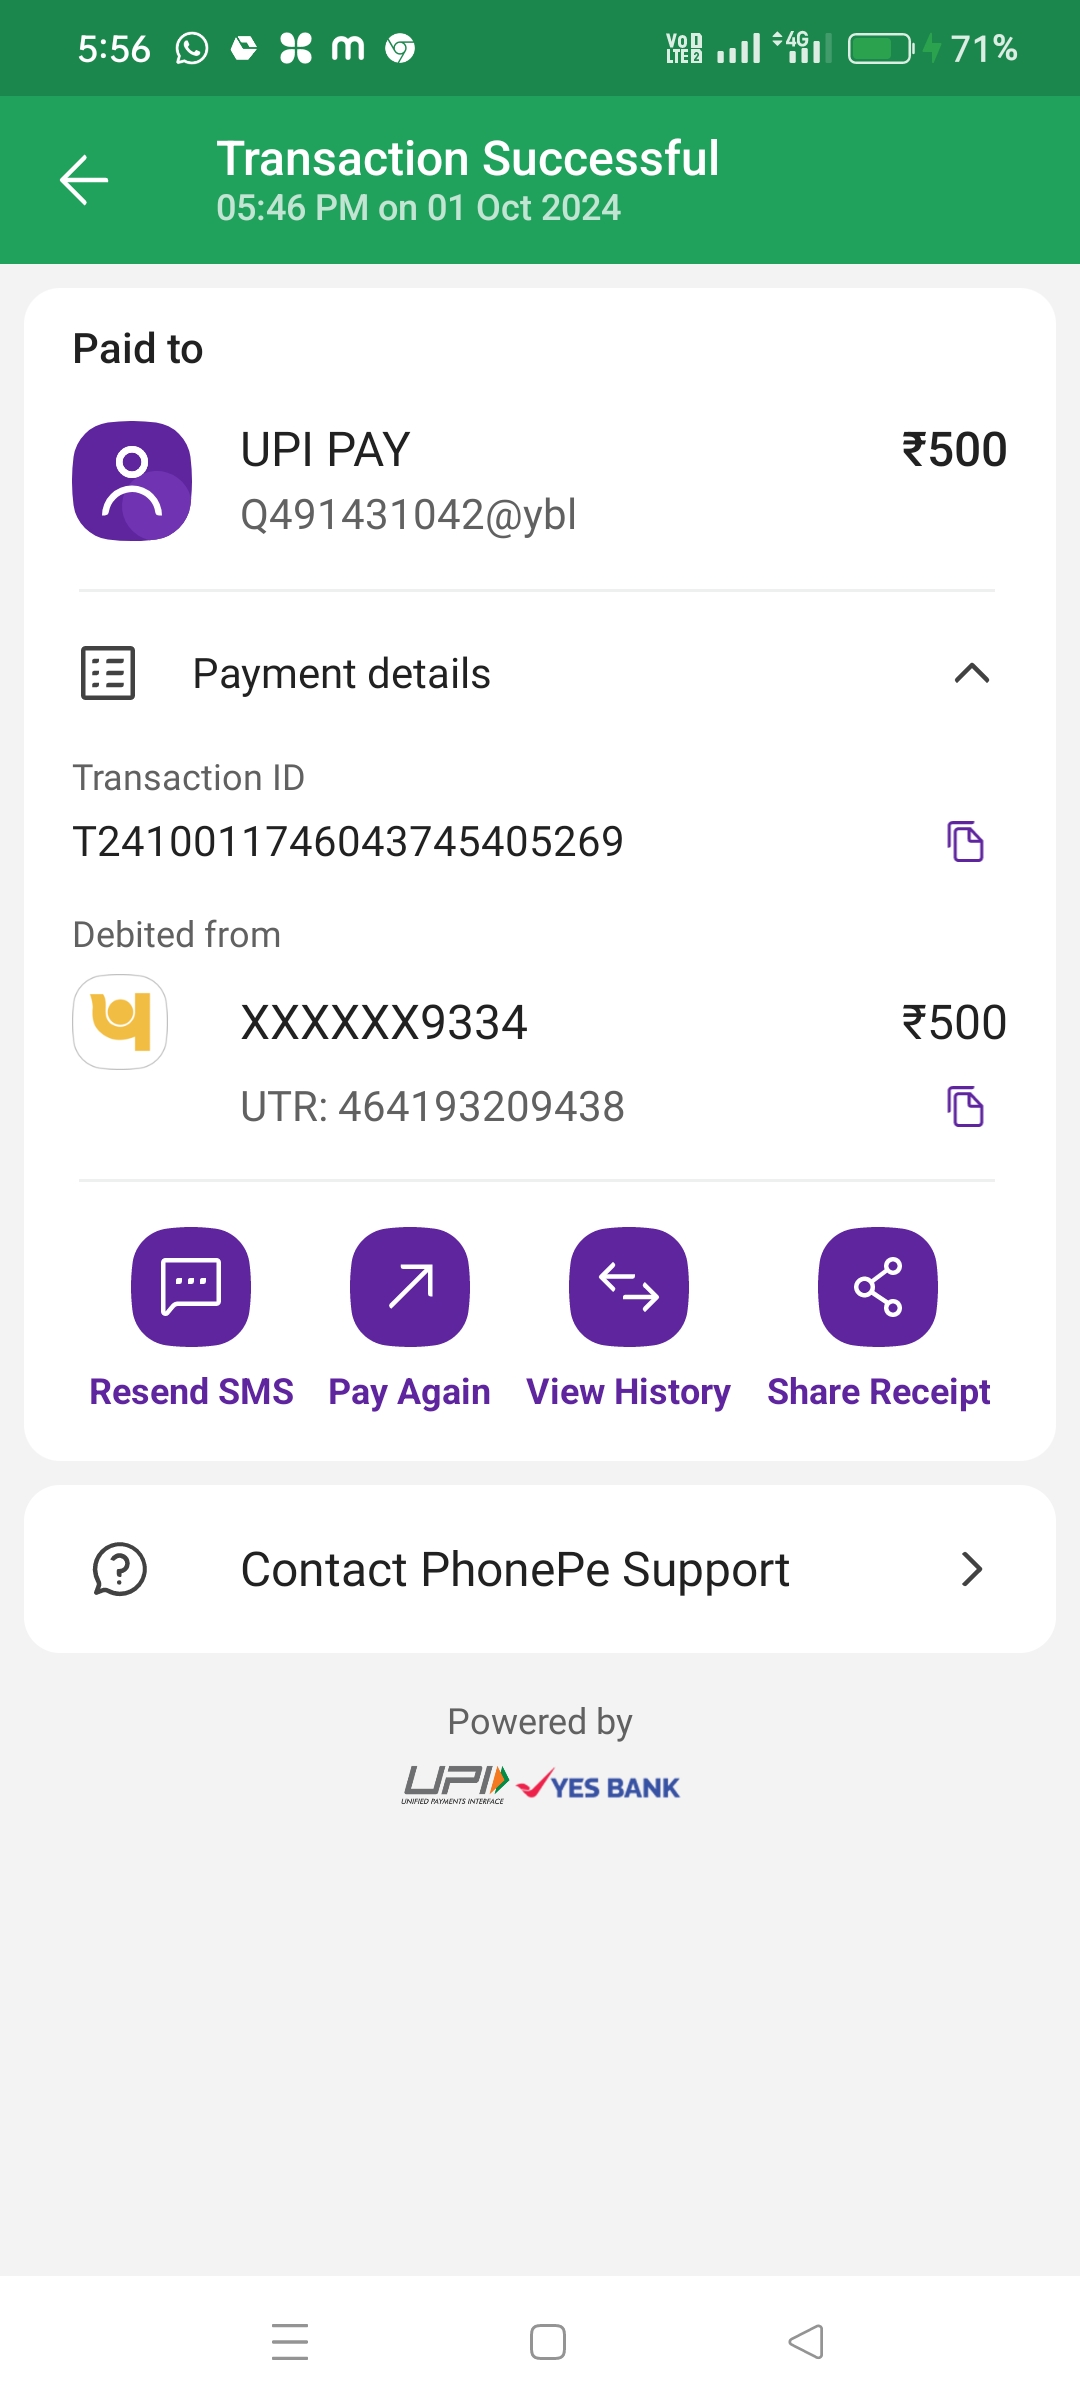 5:56 m VoD LTE2 4G 71%
Transaction Successful
05:46 PM on 01 Oct 2024
Paid to
UPI PAY ₹500
Q491431042@ybl
Payment details
Transaction ID
T2410011746043745405269
Debited from
XXXXXX9334 ₹500
UTR: 464193209438
Resend SMS Pay Again View History Share Receipt
Contact PhonePe Support
Powered by
UPI YES BANK
UNIFIED PAYMENTS INTERFACE